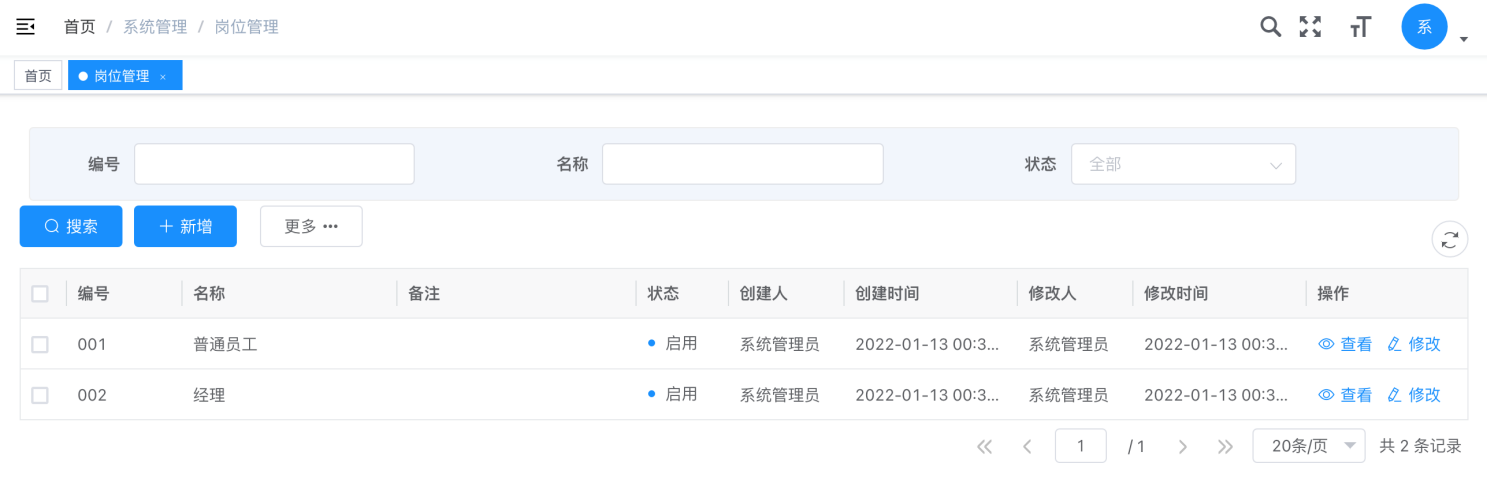 首页 / 系统管理 / 岗位管理
系
首页 岗位管理 ×
编号 名称 状态 全部
搜索 新增 更多 •••
编号 名称 备注 状态 创建人 创建时间 修改人 修改时间 操作
001 普通员工 启用 系统管理员 2022-01-13 00:3... 系统管理员 2022-01-13 00:3... 查看 修改
002 经理 启用 系统管理员 2022-01-13 00:3... 系统管理员 2022-01-13 00:3... 查看 修改
1 / 1 20条/页 共 2 条记录